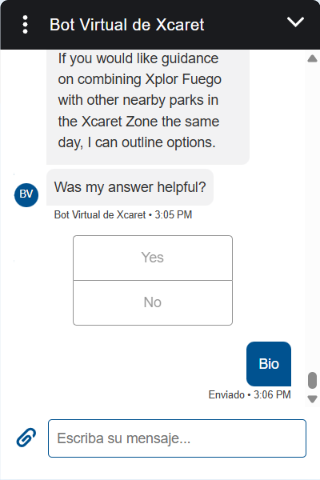 Bot Virtual de Xcaret
If you would like guidance
on combining Xplor Fuego
with other nearby parks in
the Xcaret Zone the same
day, I can outline options.
BV
Was my answer helpful?
Bot Virtual de Xcaret • 3:05 PM
Yes
No
Bio
Enviado • 3:06 PM
Escriba su mensaje...